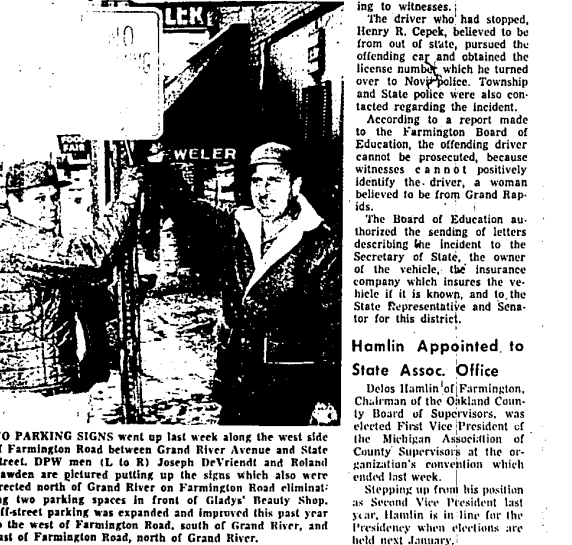 LER
NO
NG
WELER
O PARKING SIGNS went up last week along the west side
f Farmington Road between Grand River Avenue and State
treet. DPW men (L to R) Joseph DeVriendt and Roland
awden are pictured putting up the signs which also were
rected north of Grand River on Farmington Road eliminat-
ng two parking spaces in front of Gladys' Beauty Shop.
ff-street parking was expanded and improved this past year
o the west of Farmington Road, south of Grand River, and
ast of Farmington Road, north of Grand River.
ing to witnesses.
The driver who had stopped,
Henry R. Cepek, believed to be
from out of state, pursued the
offending car and obtained the
license number which he turned
over to Novi police. Township
and State police were also con-
tacted regarding the incident.
According to a report made
to the Farmington Board of
Education, the offending driver
cannot be prosecuted, because
witnesses cannot positively
identify the driver, a woman
believed to be from Grand Rap-
ids.
The Board of Education au-
thorized the sending of letters
describing the incident to the
Secretary of State, the owner
of the vehicle, the insurance
company which insures the ve-
hicle if it is known, and to the
State Representative and Sena-
tor for this district.
Hamlin Appointed to
State Assoc. Office
Delos Hamlin of Farmington,
Chairman of the Oakland Coun-
ty Board of Supervisors, was
elected First Vice President of
the Michigan Association of
County Supervisors at the or-
ganization's convention which
ended last week.
Stepping up from his position
as Second Vice President last
year, Hamlin is in line for the
Presidency when elections are
held next January.